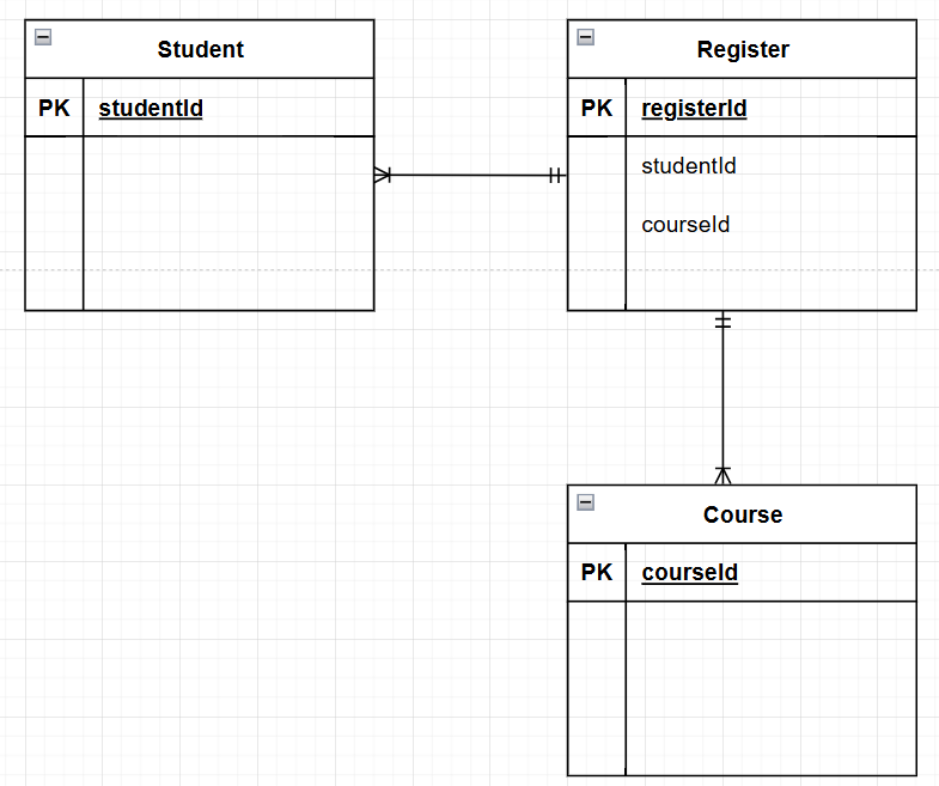 Student
PK studentId
Register
PK registerId
studentId
courseId
Course
PK courseId